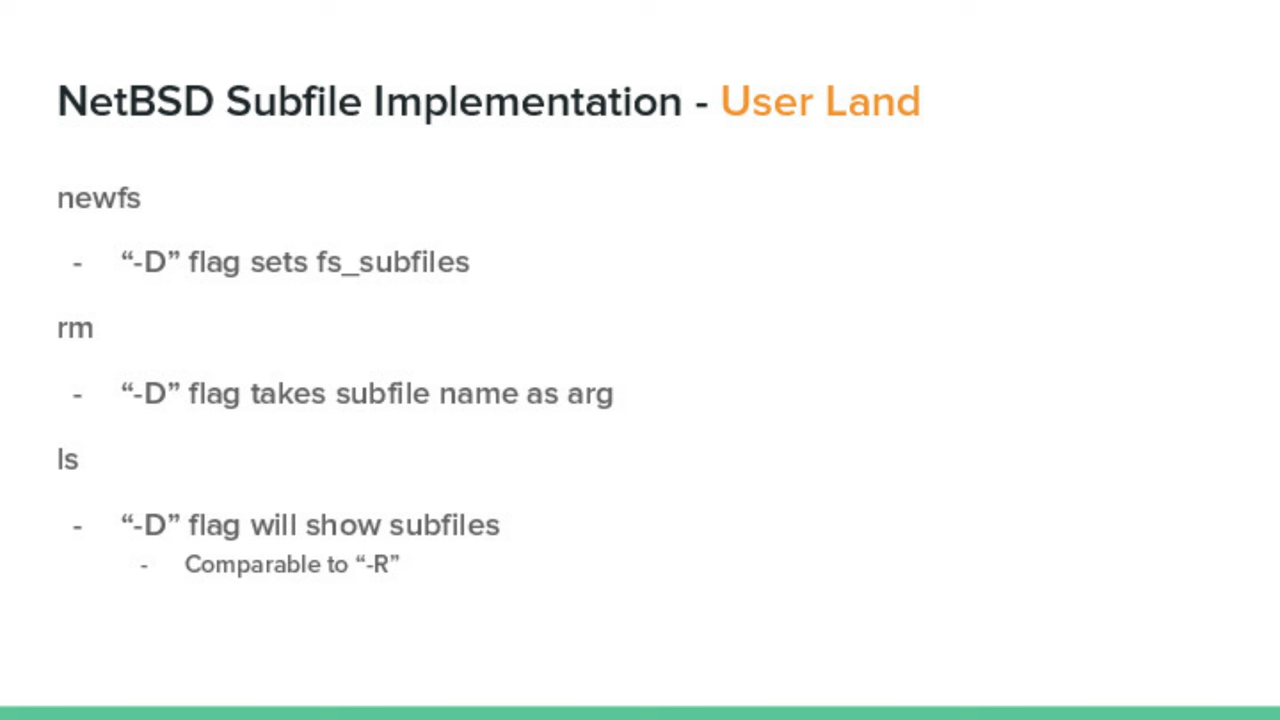 NetBSD Subfile Implementation - User Land
newfs
- “-D” flag sets fs_subfiles
rm
- “-D” flag takes subfile name as arg
ls
- “-D” flag will show subfiles
- Comparable to “-R”